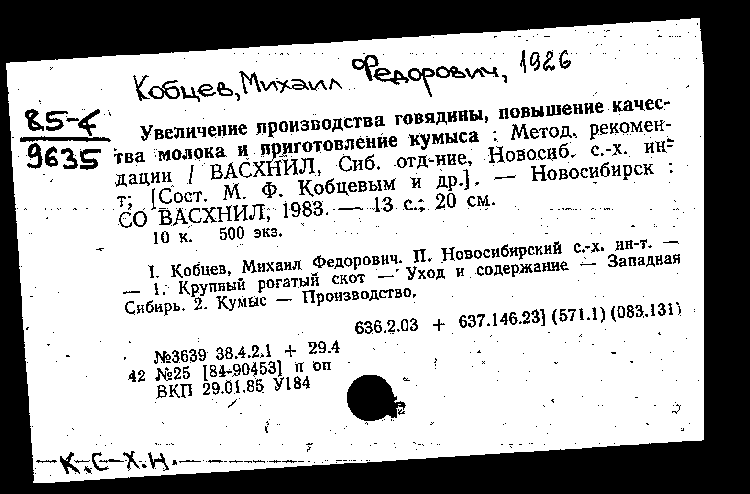 Кобцев, Михаил Федорович, 1926
85-4
9635
Увеличение производства говядины, повышение качес-
тва молока и приготовление кумыса : Метод. рекомен-
дации / ВАСХНИЛ, Сиб. отд-ние, Новосиб. с.-х. ин-
т; [Сост. М. Ф. Кобцевым и др.]. — Новосибирск :
СО ВАСХНИЛ, 1983. — 13 с.; 20 см.
10 к. 500 экз.
I. Кобцев, Михаил Федорович. II. Новосибирский с.-х. ин-т. —
— 1. Крупный рогатый скот — Уход и содержание — Западная
Сибирь. 2. Кумыс — Производство.
636.2.03 + 637.146.23] (571.1) (083.131)
№3639 38.4.2.1 + 29.4
42 №25 [84-90453] п оп
ВКП 29.01.85 У184
К.С-Х.Н.